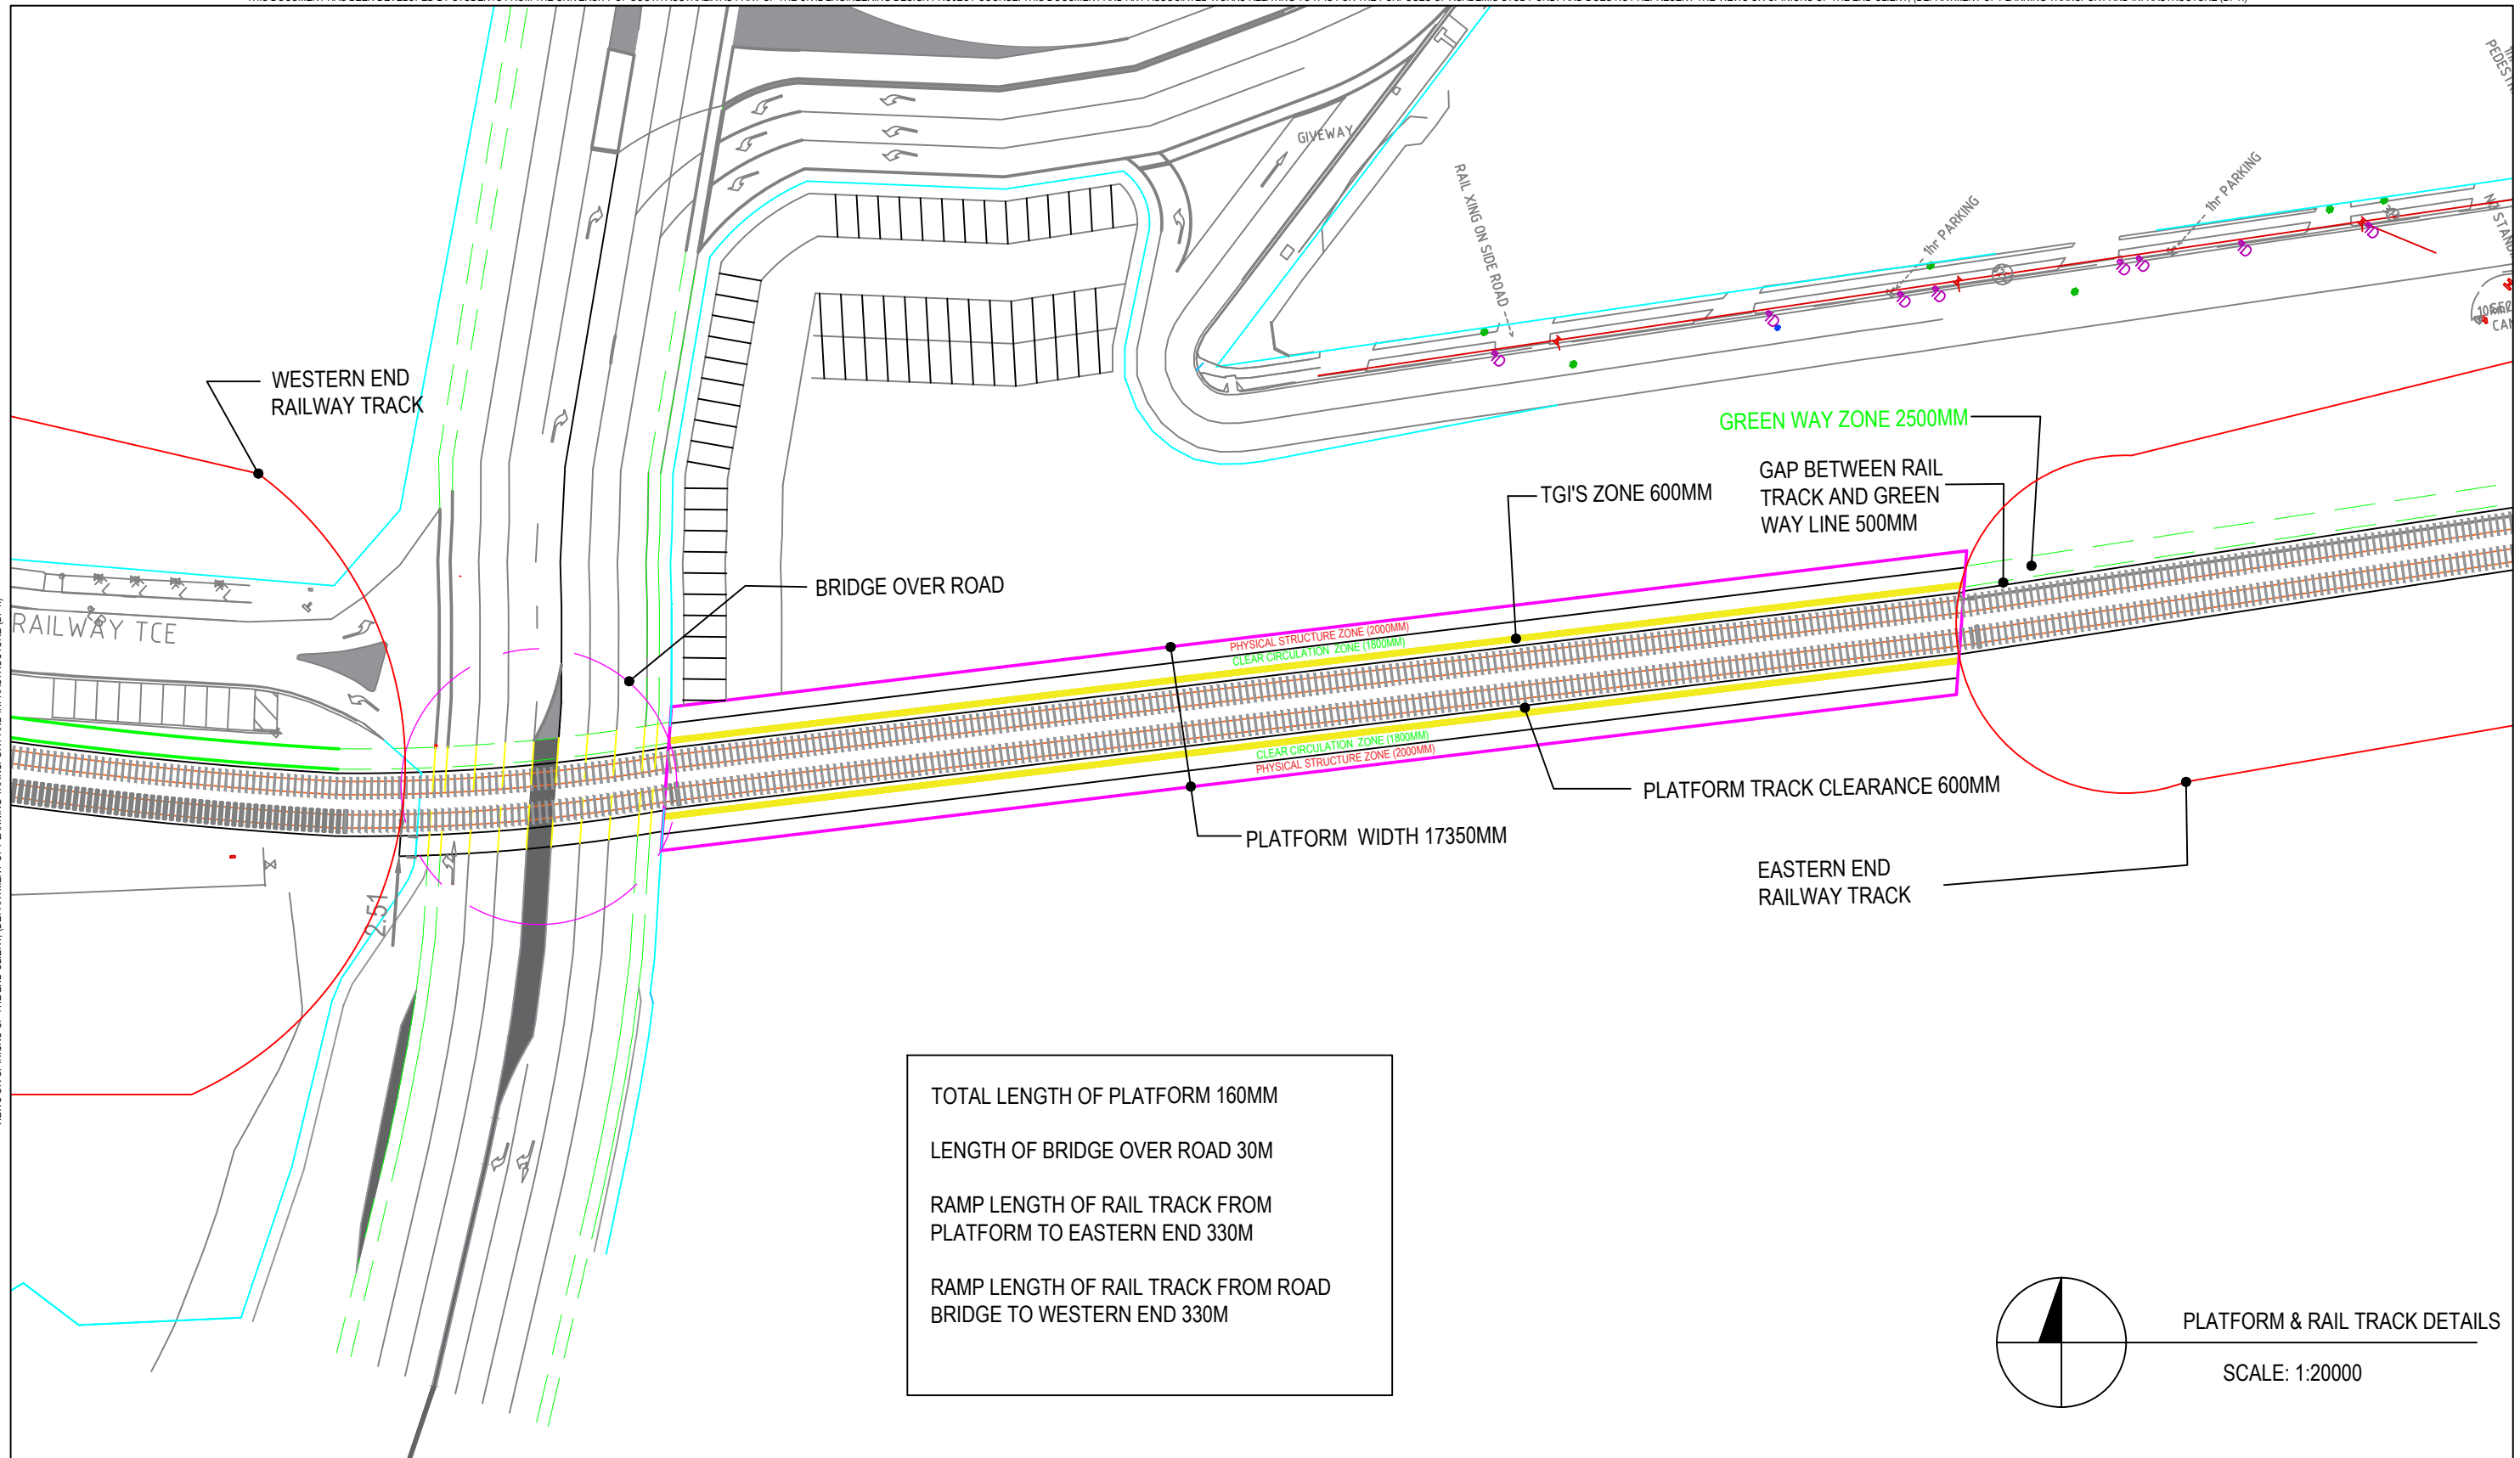 WESTERN END
RAILWAY TRACK
GIVEWAY
RAIL XING ON SIDE ROAD
1hr PARKING
1hr PARKING
GREEN WAY ZONE 2500MM
GAP BETWEEN RAIL
TRACK AND GREEN
WAY LINE 500MM
TGI'S ZONE 600MM
BRIDGE OVER ROAD
RAILWAY TCE
PHYSICAL STRUCTURE ZONE (2000MM)
CLEAR CIRCULATION ZONE (1800MM)
CLEAR CIRCULATION ZONE (1800MM)
PHYSICAL STRUCTURE ZONE (2000MM)
PLATFORM TRACK CLEARANCE 600MM
PLATFORM WIDTH 17350MM
EASTERN END
RAILWAY TRACK
2.51
TOTAL LENGTH OF PLATFORM 160MM
LENGTH OF BRIDGE OVER ROAD 30M
RAMP LENGTH OF RAIL TRACK FROM
PLATFORM TO EASTERN END 330M
RAMP LENGTH OF RAIL TRACK FROM ROAD
BRIDGE TO WESTERN END 330M
PLATFORM & RAIL TRACK DETAILS
SCALE: 1:20000